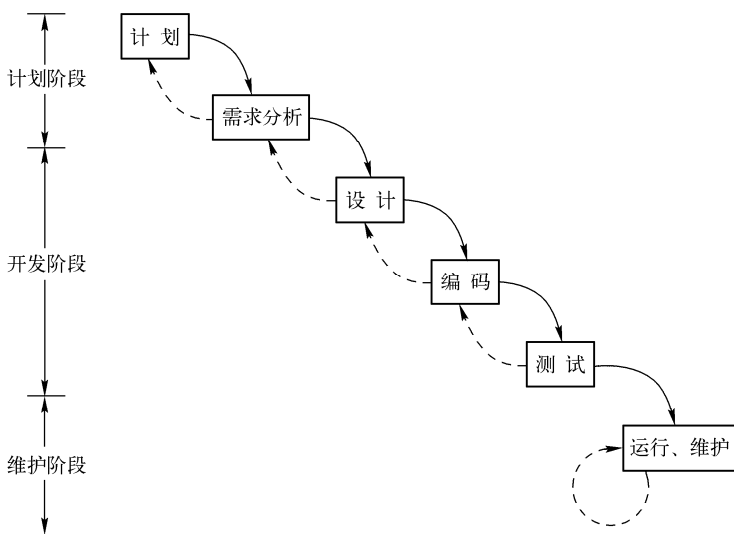 计划
计划阶段
需求分析
设计
开发阶段
编码
测试
运行、维护
维护阶段